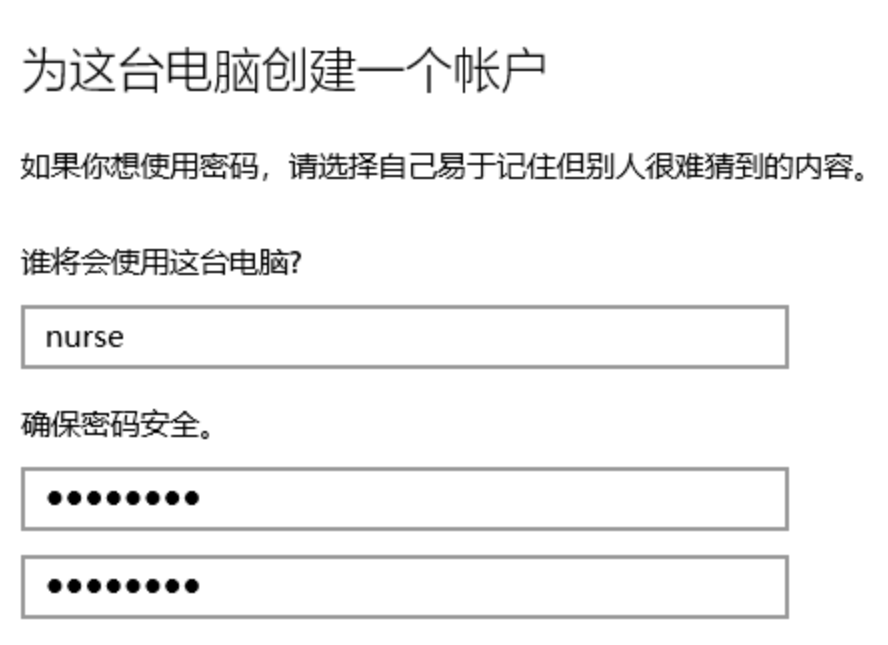 为这台电脑创建一个帐户
如果你想使用密码，请选择自己易于记住但别人很难猜到的内容。
谁将会使用这台电脑?
nurse
确保密码安全。
●●●●●●●●
●●●●●●●●